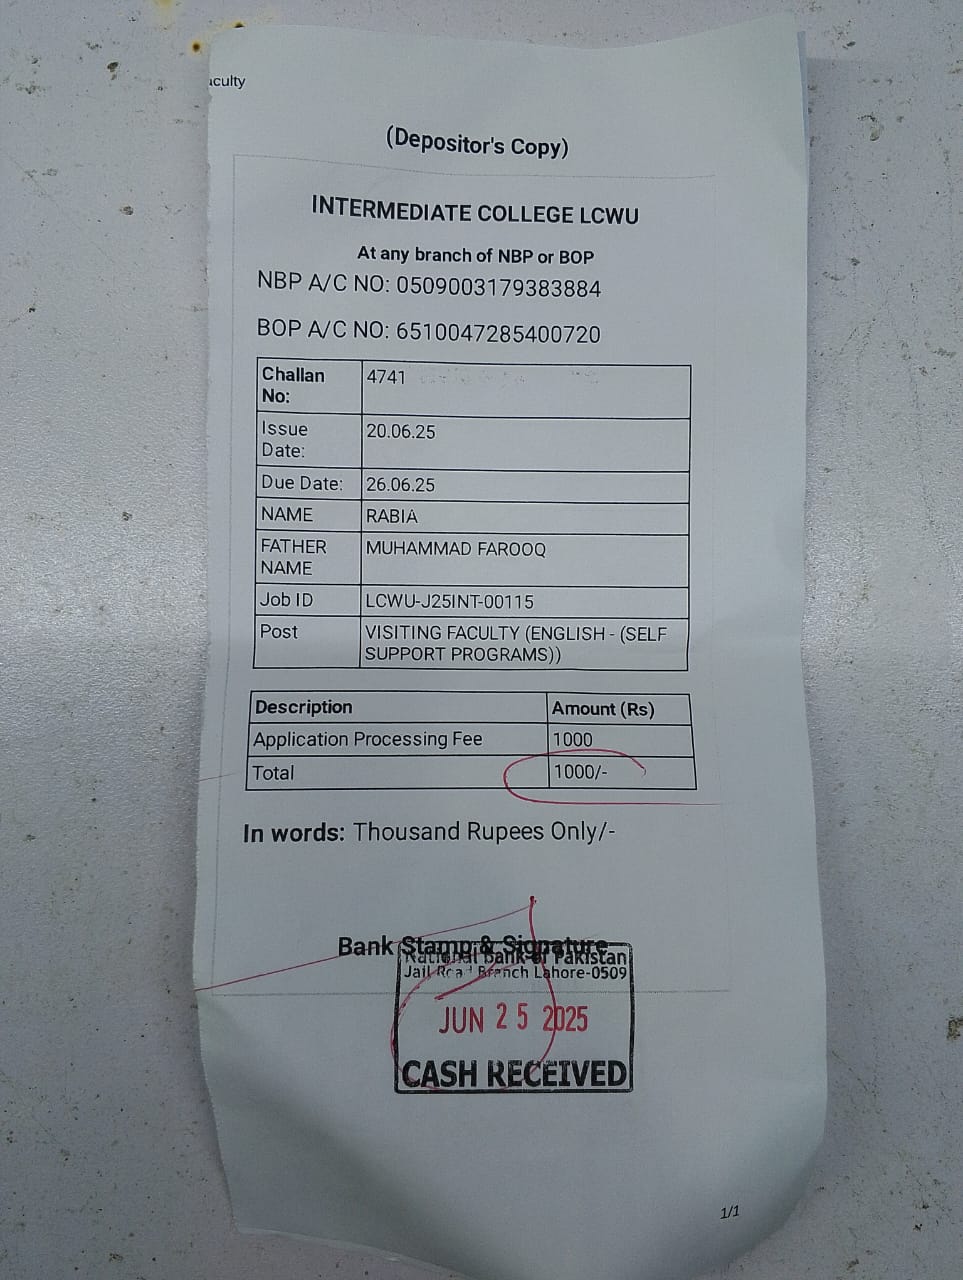 aculty
(Depositor's Copy)
INTERMEDIATE COLLEGE LCWU
At any branch of NBP or BOP
NBP A/C NO: 0509003179383884
BOP A/C NO: 6510047285400720
Challan No: 4741
Issue Date: 20.06.25
Due Date: 26.06.25
NAME RABIA
FATHER NAME MUHAMMAD FAROOQ
Job ID LCWU-J25INT-00115
Post VISITING FACULTY (ENGLISH - (SELF
SUPPORT PROGRAMS))
Description Amount (Rs)
Application Processing Fee 1000
Total 1000/-
In words: Thousand Rupees Only/-
Bank Stamp & Signature
National Bank of Pakistan
Jail Road Branch Lahore-0509
JUN 25 2025
CASH RECEIVED
1/1